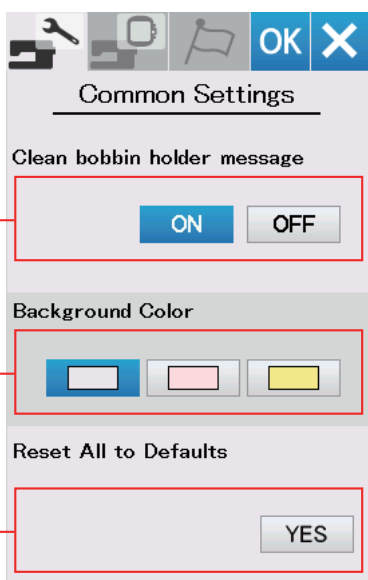 OK
Common Settings
Clean bobbin holder message
ON OFF
Background Color
Reset All to Defaults
YES